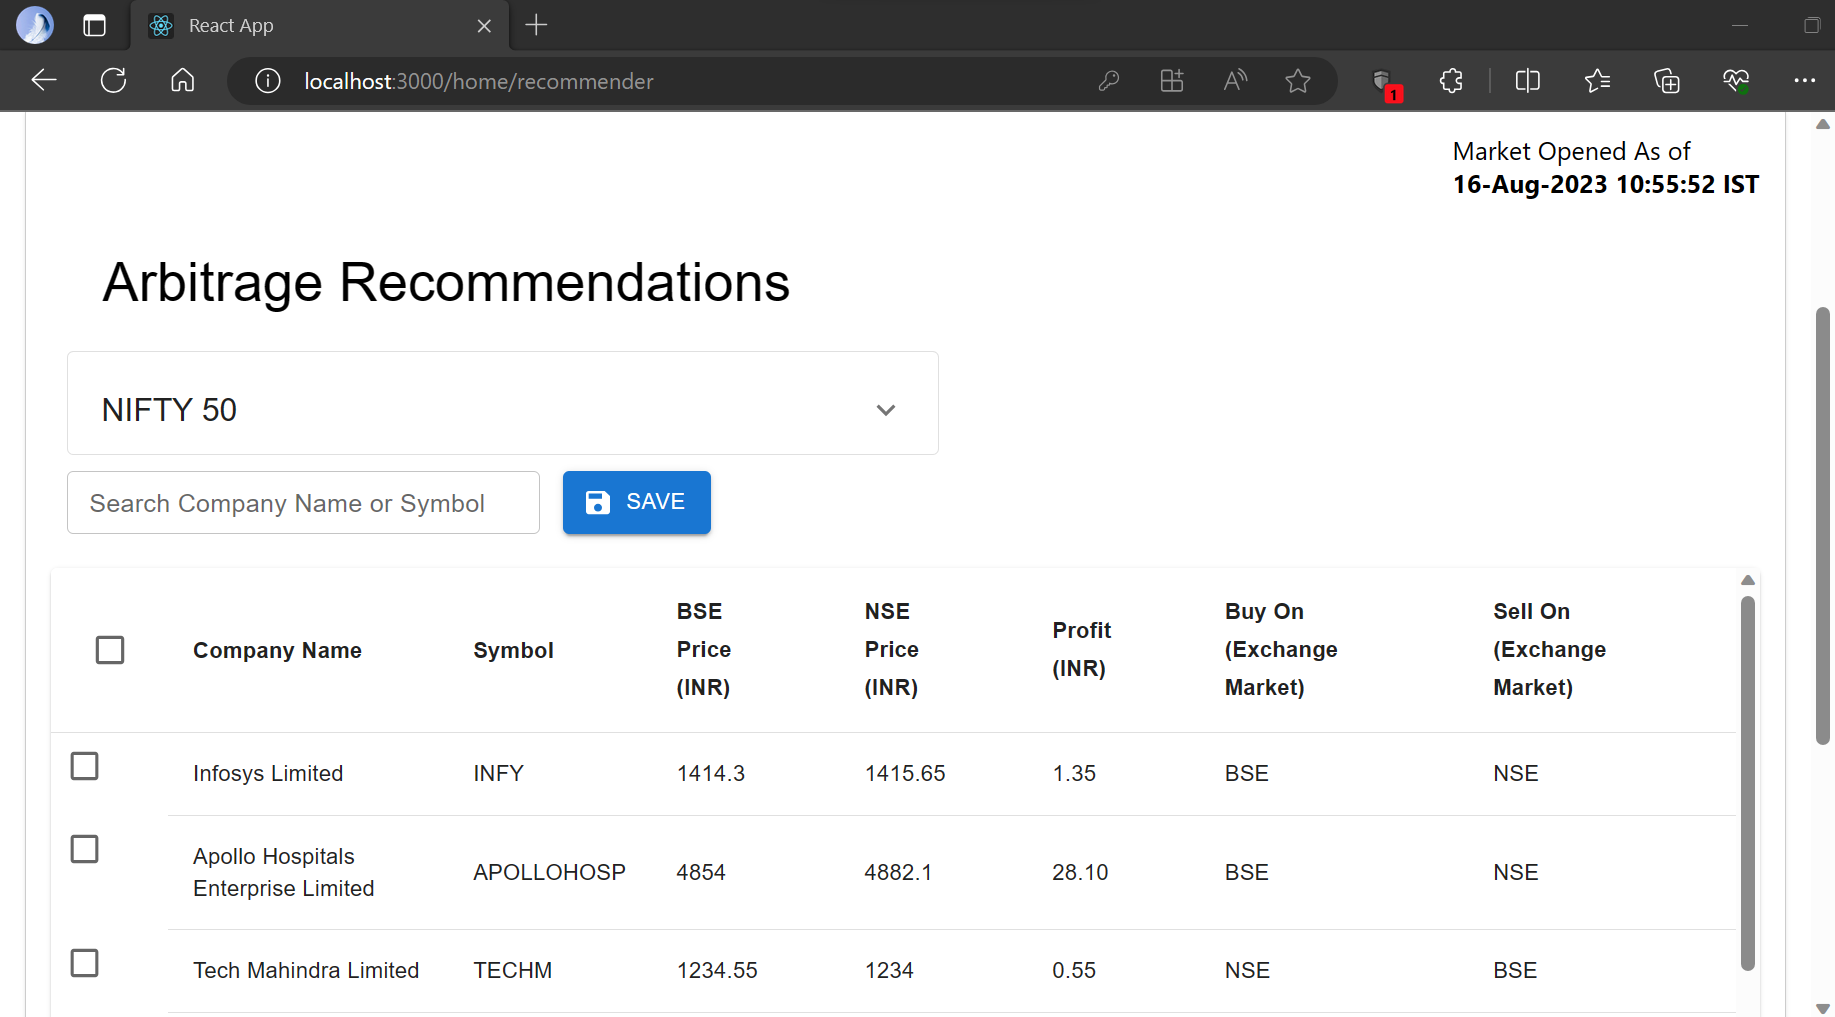 React App
localhost:3000/home/recommender
1
Market Opened As of
16-Aug-2023 10:55:52 IST
Arbitrage Recommendations
NIFTY 50
Search Company Name or Symbol
SAVE
Company Name
Symbol
BSE
Price
(INR)
NSE
Price
(INR)
Profit
(INR)
Buy On
(Exchange
Market)
Sell On
(Exchange
Market)
Infosys Limited INFY 1414.3 1415.65 1.35 BSE NSE
Apollo Hospitals
Enterprise Limited
APOLLOHOSP 4854 4882.1 28.10 BSE NSE
Tech Mahindra Limited TECHM 1234.55 1234 0.55 NSE BSE